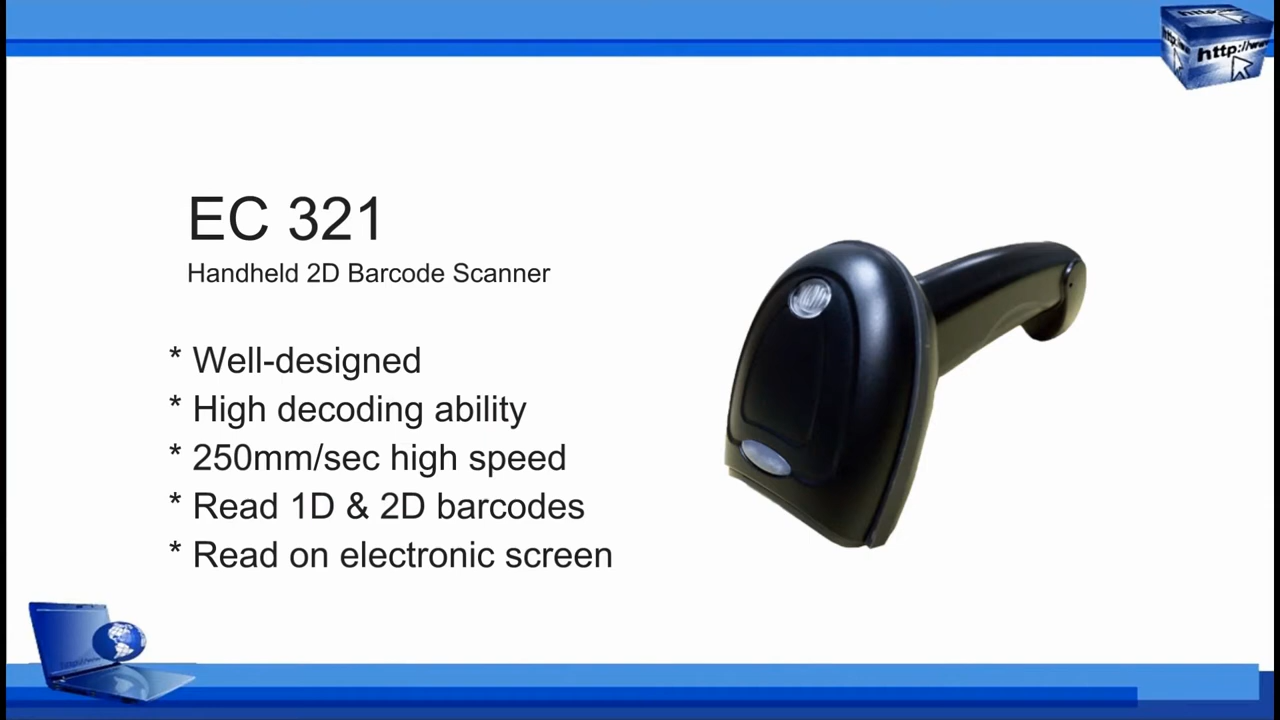 http://www
EC 321
Handheld 2D Barcode Scanner
* Well-designed
* High decoding ability
* 250mm/sec high speed
* Read 1D & 2D barcodes
* Read on electronic screen